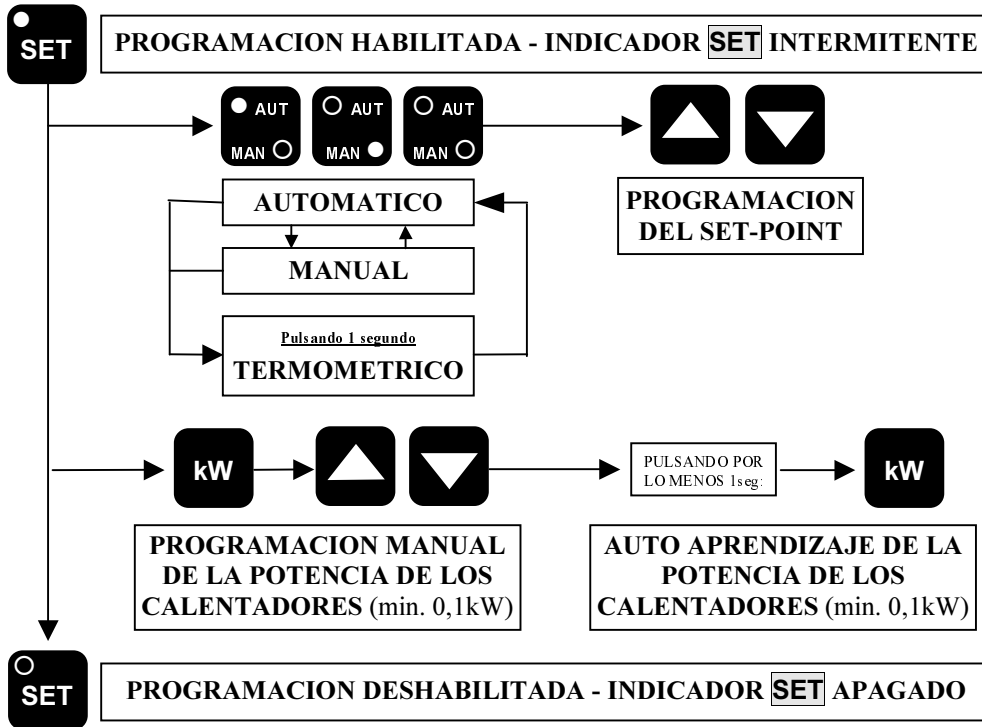 SET
PROGRAMACION HABILITADA - INDICADOR SET INTERMITENTE
AUT
MAN
AUT
MAN
AUT
MAN
AUTOMATICO
MANUAL
Pulsando 1 segundo
TERMOMETRICO
PROGRAMACION
DEL SET-POINT
kW
PULSANDO POR
LO MENOS 1seg:
kW
PROGRAMACION MANUAL
DE LA POTENCIA DE LOS
CALENTADORES (min. 0,1kW)
AUTO APRENDIZAJE DE LA
POTENCIA DE LOS
CALENTADORES (min. 0,1kW)
SET
PROGRAMACION DESHABILITADA - INDICADOR SET APAGADO